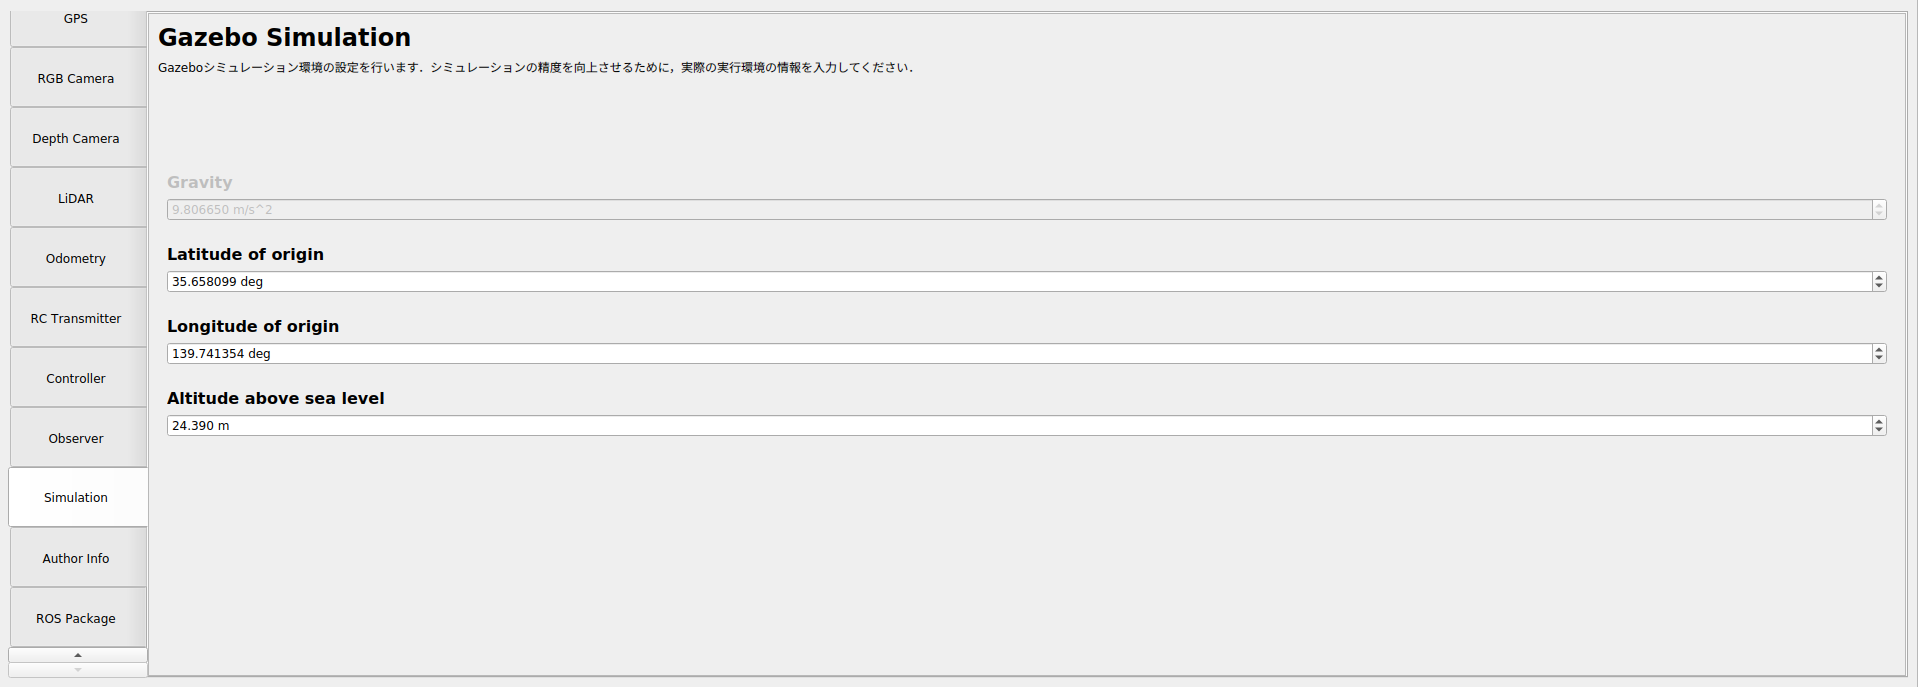 GPS
RGB Camera
Depth Camera
LiDAR
Odometry
RC Transmitter
Controller
Observer
Simulation
Author Info
ROS Package
Gazebo Simulation
Gazeboシミュレーション環境の設定を行います．シミュレーションの精度を向上させるために，実際の実行環境の情報を入力してください．
Gravity
9.806650 m/s^2
Latitude of origin
35.658099 deg
Longitude of origin
139.741354 deg
Altitude above sea level
24.390 m